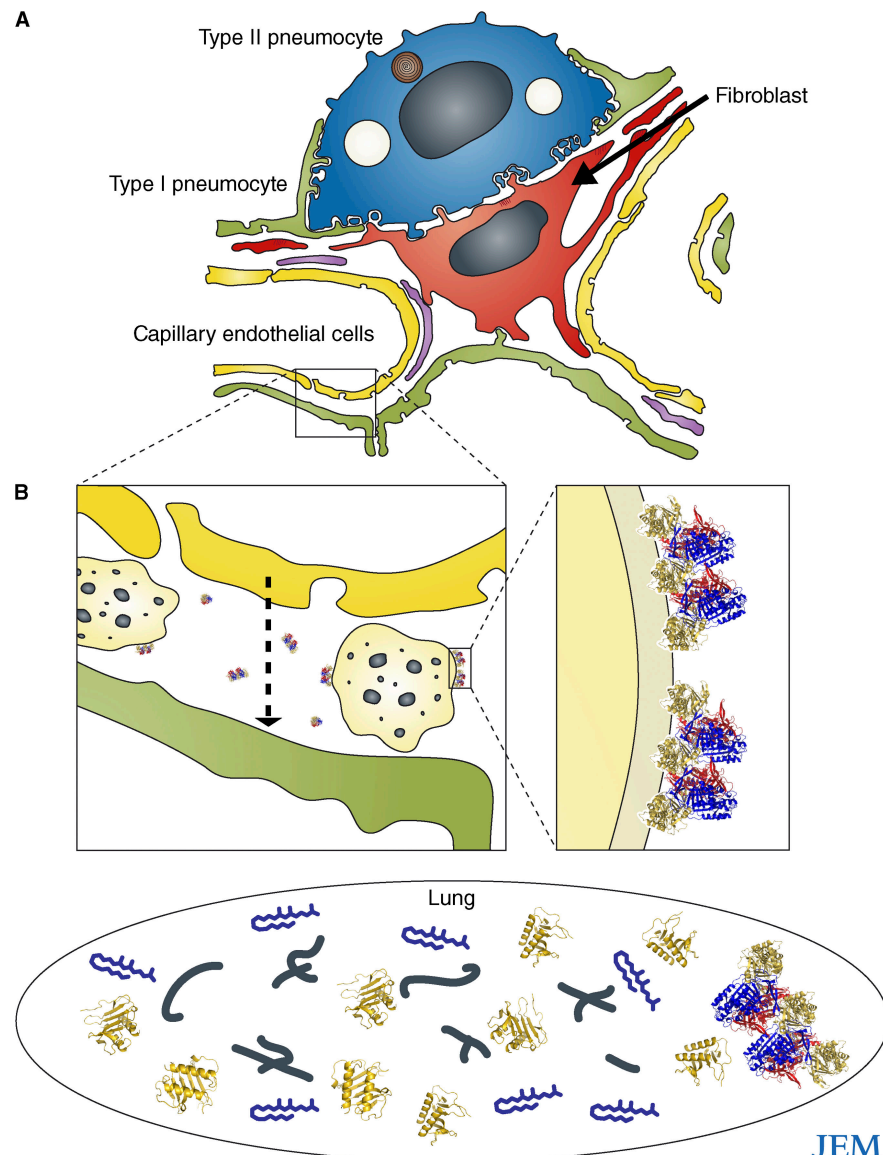 A
Type II pneumocyte
Fibroblast
Type I pneumocyte
Capillary endothelial cells
B
Lung
JEM